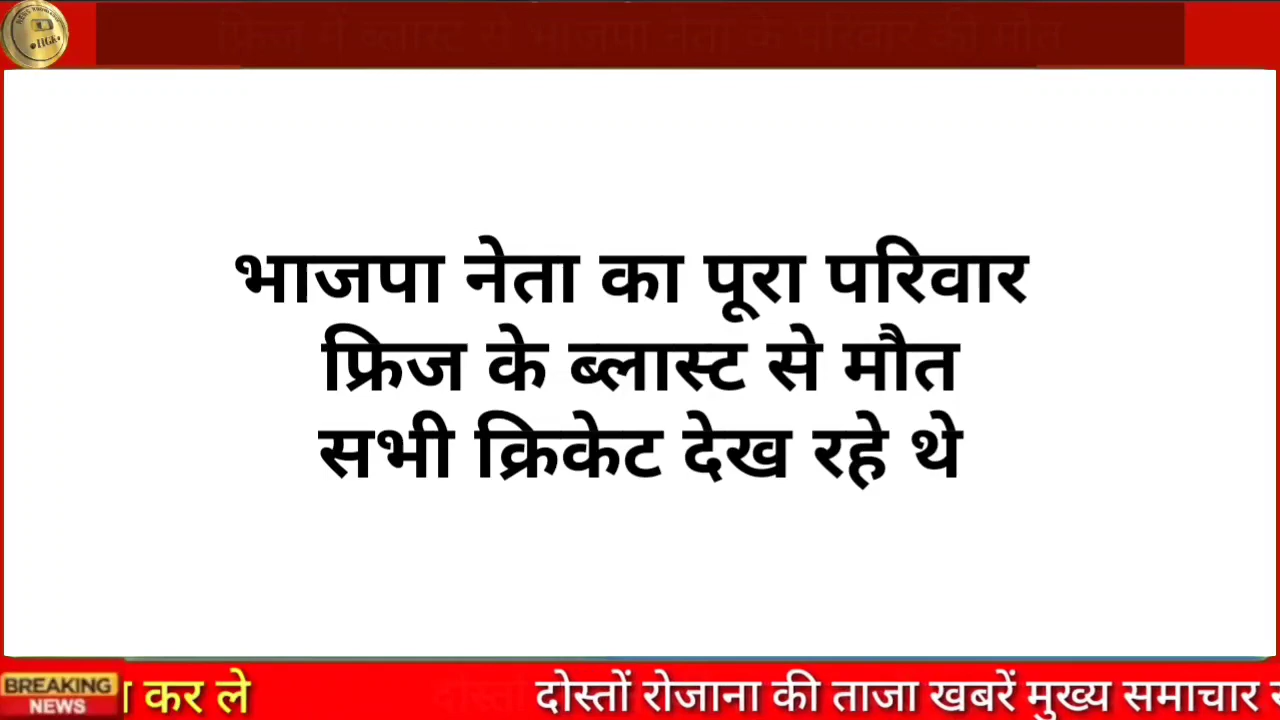 भाजपा नेता का पूरा परिवार
फ्रिज के ब्लास्ट से मौत
सभी क्रिकेट देख रहे थे
BREAKING
NEWS
कर ले
दोस्तों रोजाना की ताजा खबरें मुख्य समाचार